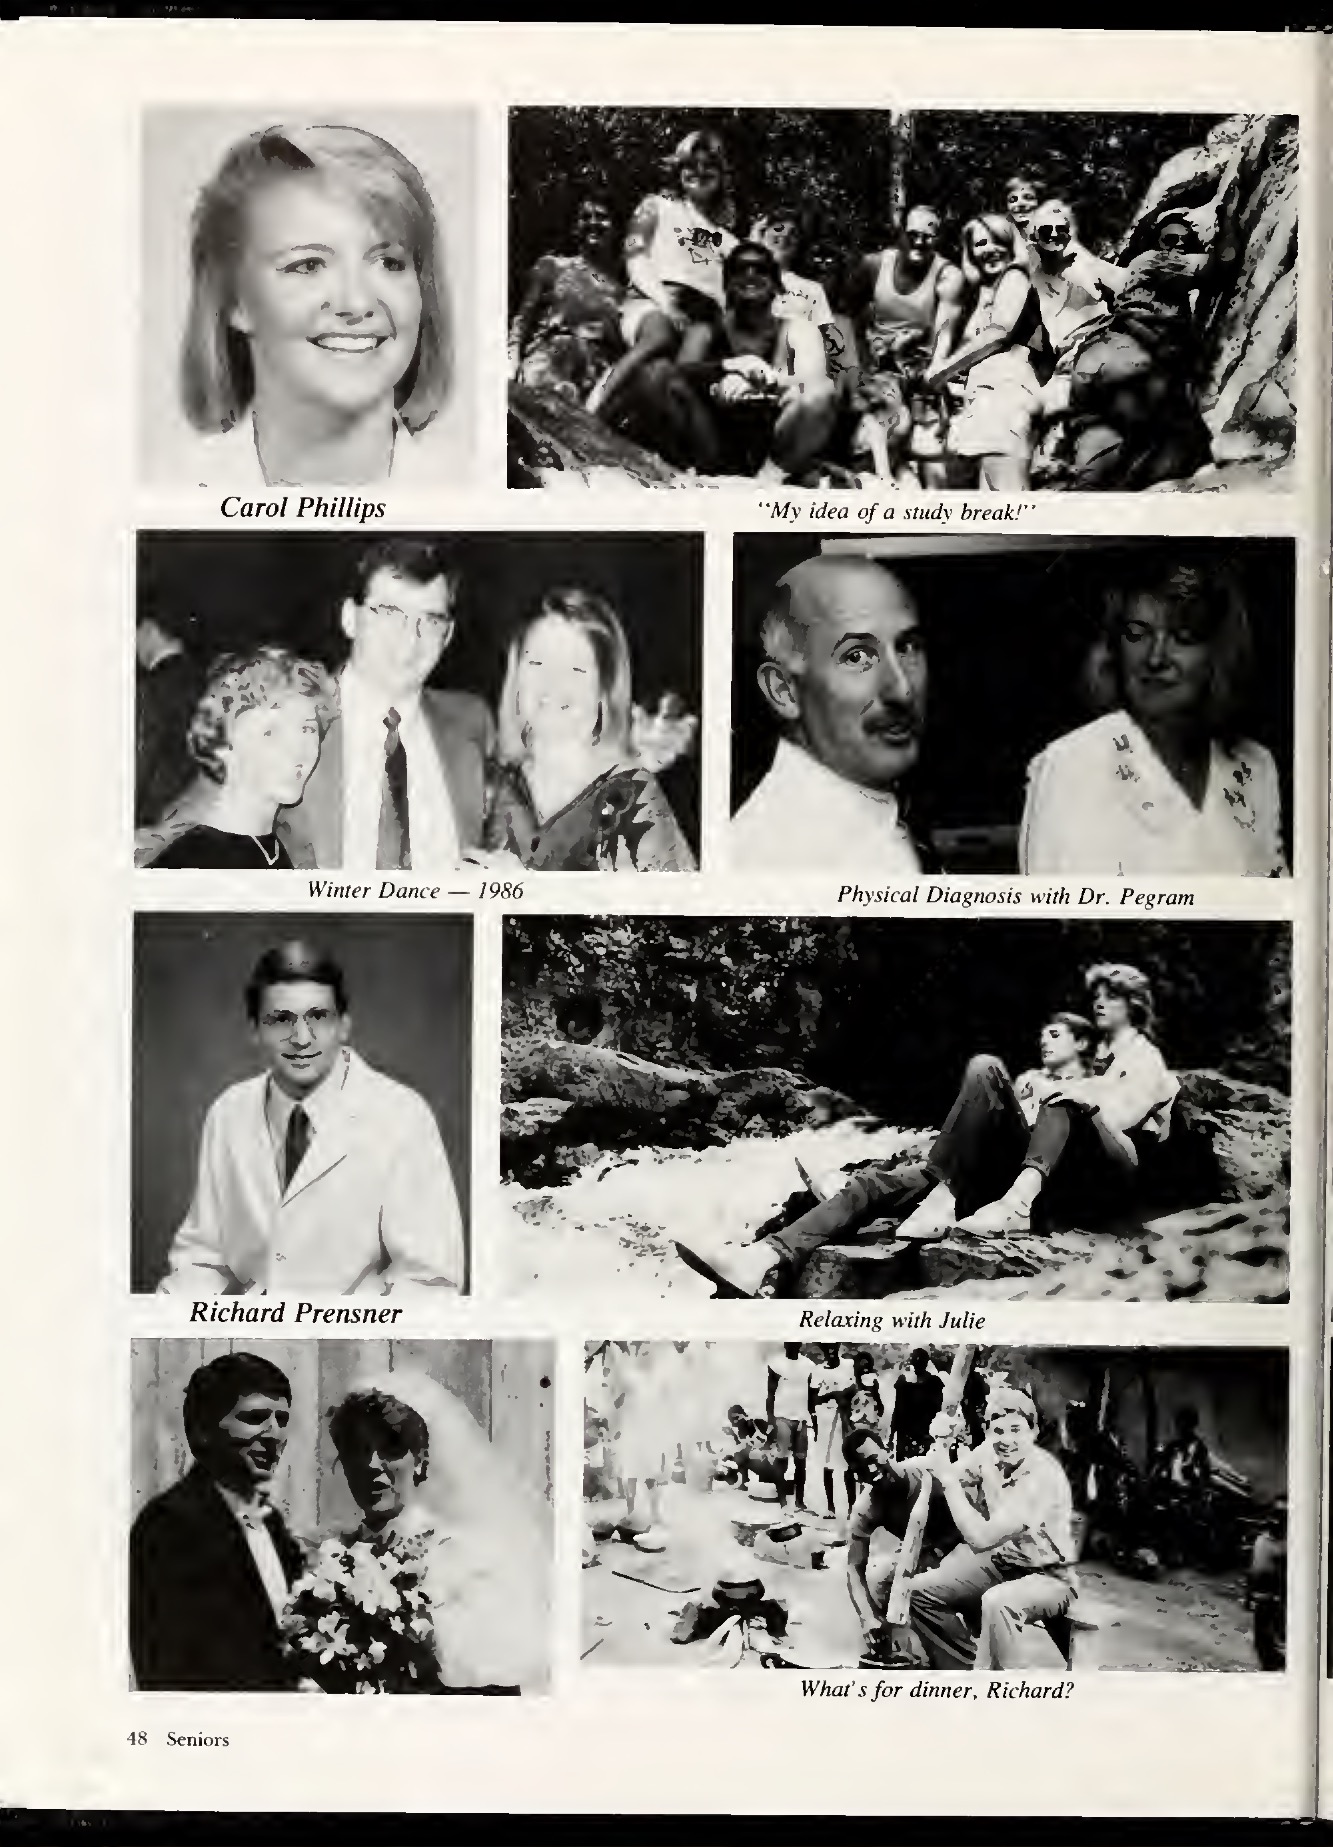 Carol Phillips
"My idea of a study break!"
Winter Dance — 1986
Physical Diagnosis with Dr. Pegram
Richard Prensner
Relaxing with Julie
What's for dinner, Richard?
48 Seniors